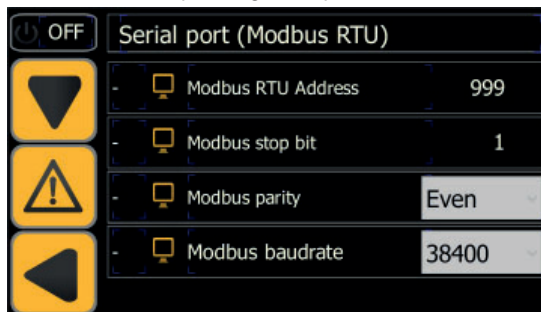 OFF Serial port (Modbus RTU)
- Modbus RTU Address 999
- Modbus stop bit 1
- Modbus parity Even
- Modbus baudrate 38400